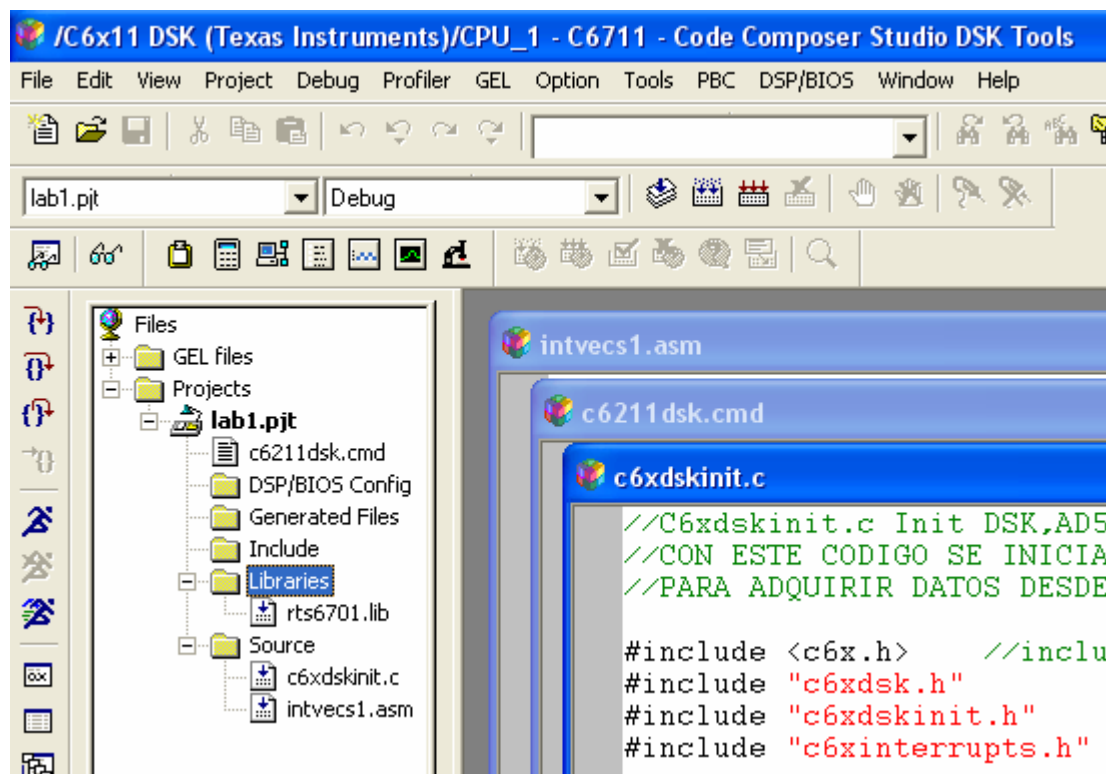 /C6x11 DSK (Texas Instruments)/CPU_1 - C6711 - Code Composer Studio DSK Tools
File Edit View Project Debug Profiler GEL Option Tools PBC DSP/BIOS Window Help
lab1.pjt Debug
Files
GEL files
Projects
lab1.pjt
c6211dsk.cmd
DSP/BIOS Config
Generated Files
Include
Libraries
rts6701.lib
Source
c6xdskinit.c
intvecs1.asm
intvecs1.asm
c6211dsk.cmd
c6xdskinit.c
//C6xdskinit.c Init DSK,AD5
//CON ESTE CODIGO SE INICIA
//PARA ADQUIRIR DATOS DESDE
#include <c6x.h> //inclu
#include "c6xdsk.h"
#include "c6xdskinit.h"
#include "c6xinterrupts.h"